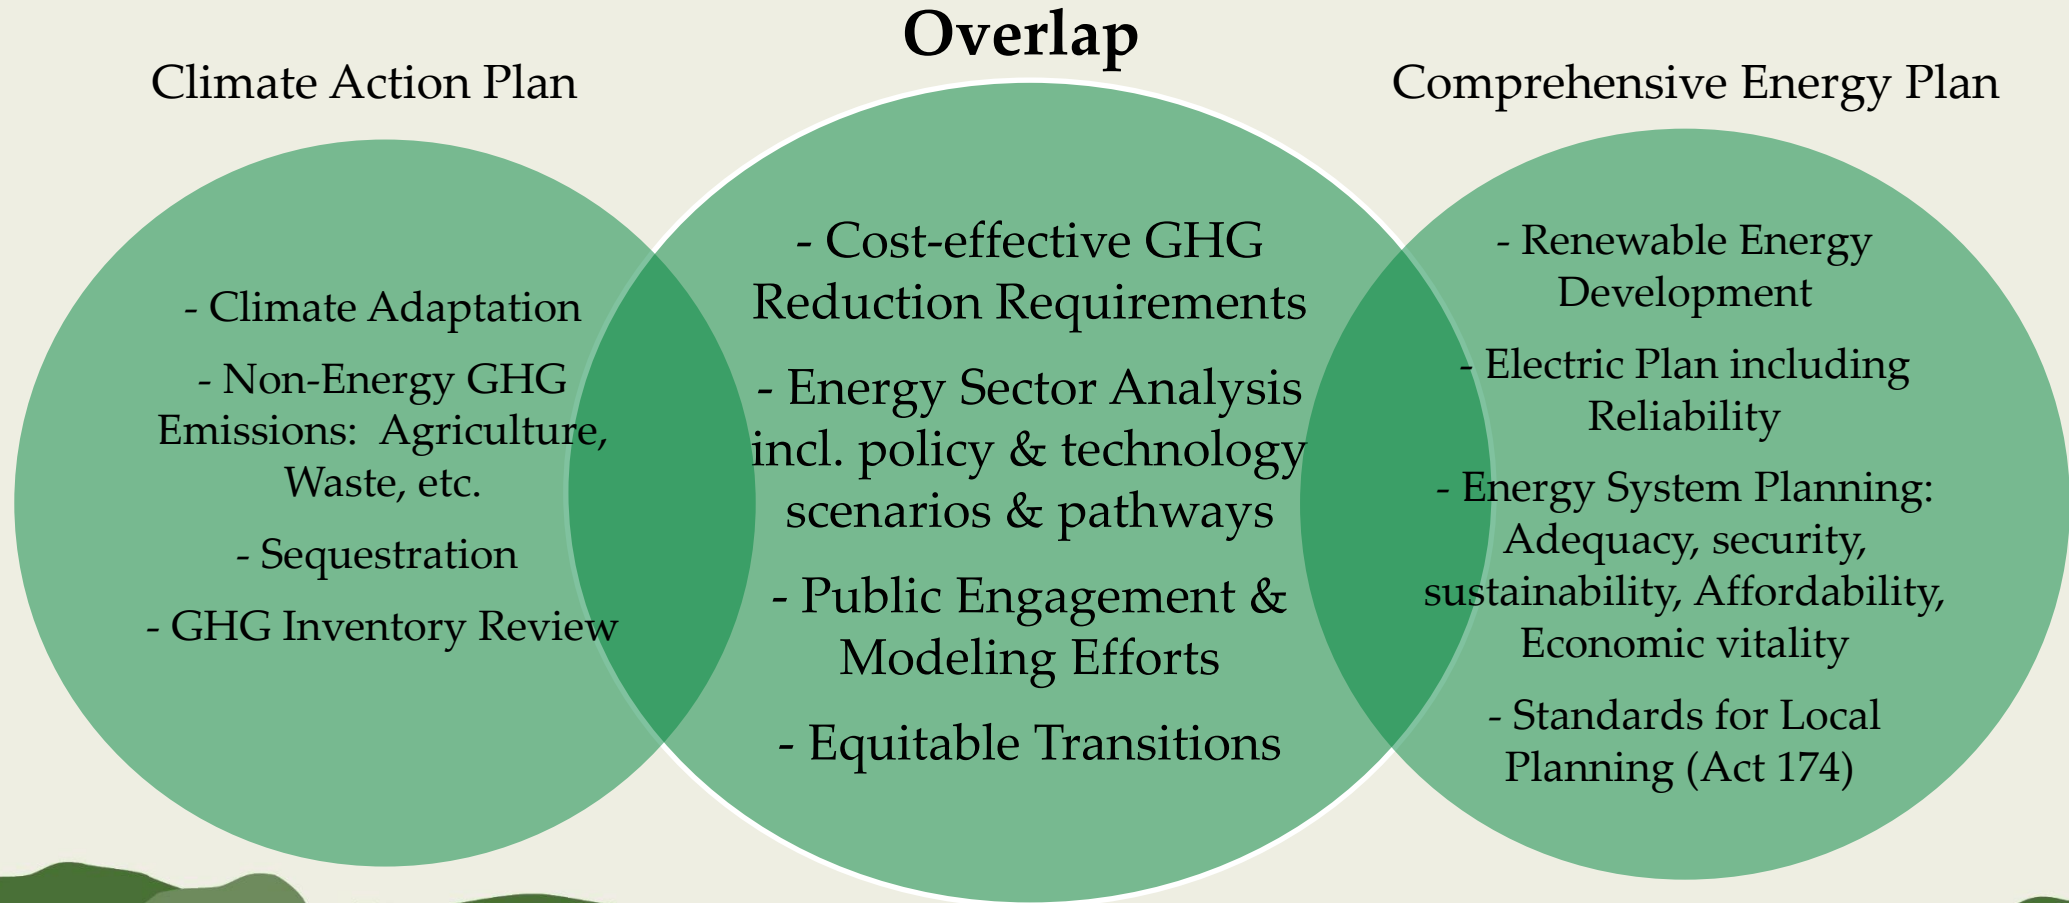 Overlap
Climate Action Plan
- Climate Adaptation
- Non-Energy GHG
Emissions:  Agriculture,
Waste, etc.
- Sequestration
- GHG Inventory Review
- Cost-effective GHG
Reduction Requirements
- Energy Sector Analysis
incl. policy & technology
scenarios & pathways
- Public Engagement &
Modeling Efforts
- Equitable Transitions
Comprehensive Energy Plan
- Renewable Energy
Development
- Electric Plan including
Reliability
- Energy System Planning:
Adequacy, security,
sustainability, Affordability,
Economic vitality
- Standards for Local
Planning (Act 174)